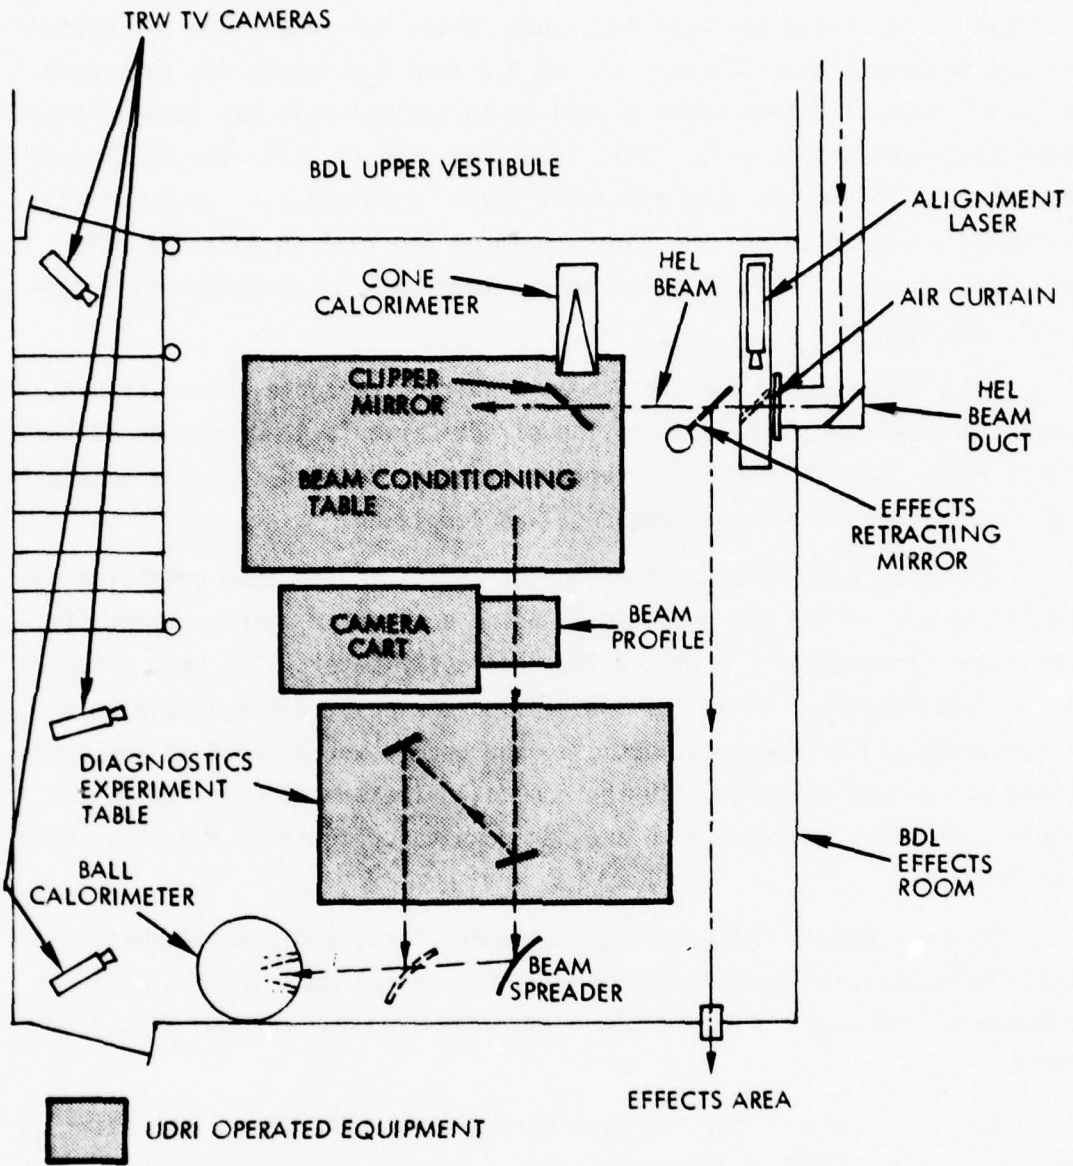 TRW TV CAMERAS
BDL UPPER VESTIBULE
ALIGNMENT
LASER
CONE
CALORIMETER
HEL
BEAM
AIR CURTAIN
CLIPPER
MIRROR
HEL
BEAM
DUCT
BEAM CONDITIONING
TABLE
EFFECTS
RETRACTING
MIRROR
CAMERA
CART
BEAM
PROFILE
DIAGNOSTICS
EXPERIMENT
TABLE
BDL
EFFECTS
ROOM
BALL
CALORIMETER
BEAM
SPREADER
EFFECTS AREA
UDRI OPERATED EQUIPMENT